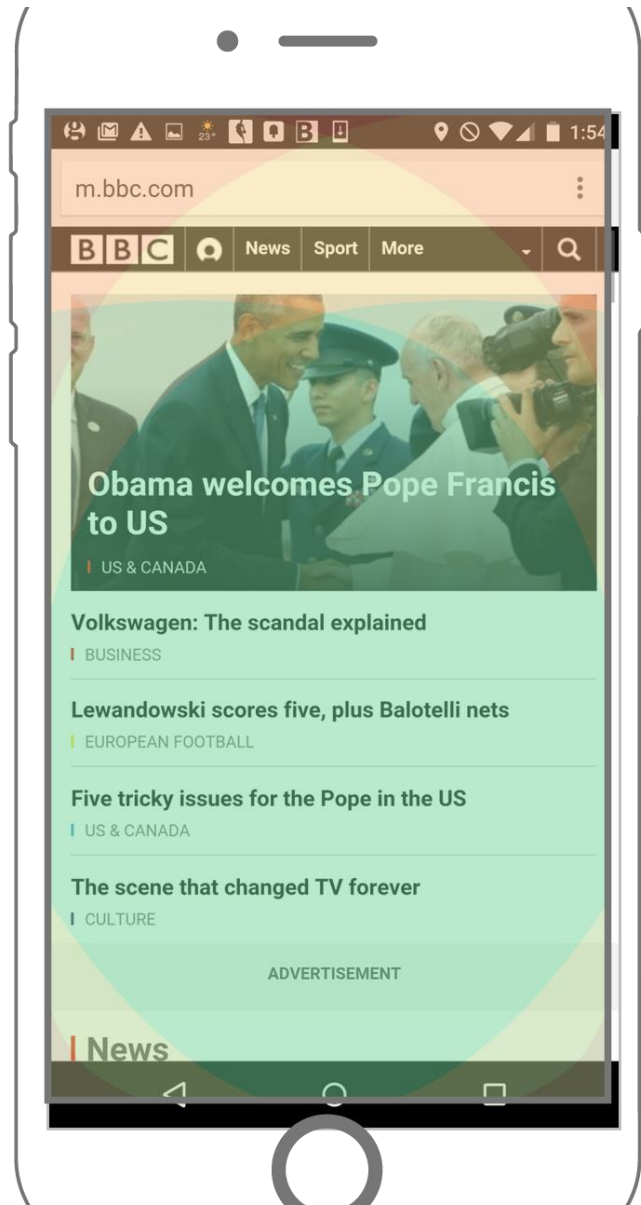 23°
B
1:54
m.bbc.com
BBC
News
Sport
More
Obama welcomes Pope Francis
to US
US & CANADA
Volkswagen: The scandal explained
BUSINESS
Lewandowski scores five, plus Balotelli nets
EUROPEAN FOOTBALL
Five tricky issues for the Pope in the US
US & CANADA
The scene that changed TV forever
CULTURE
ADVERTISEMENT
News